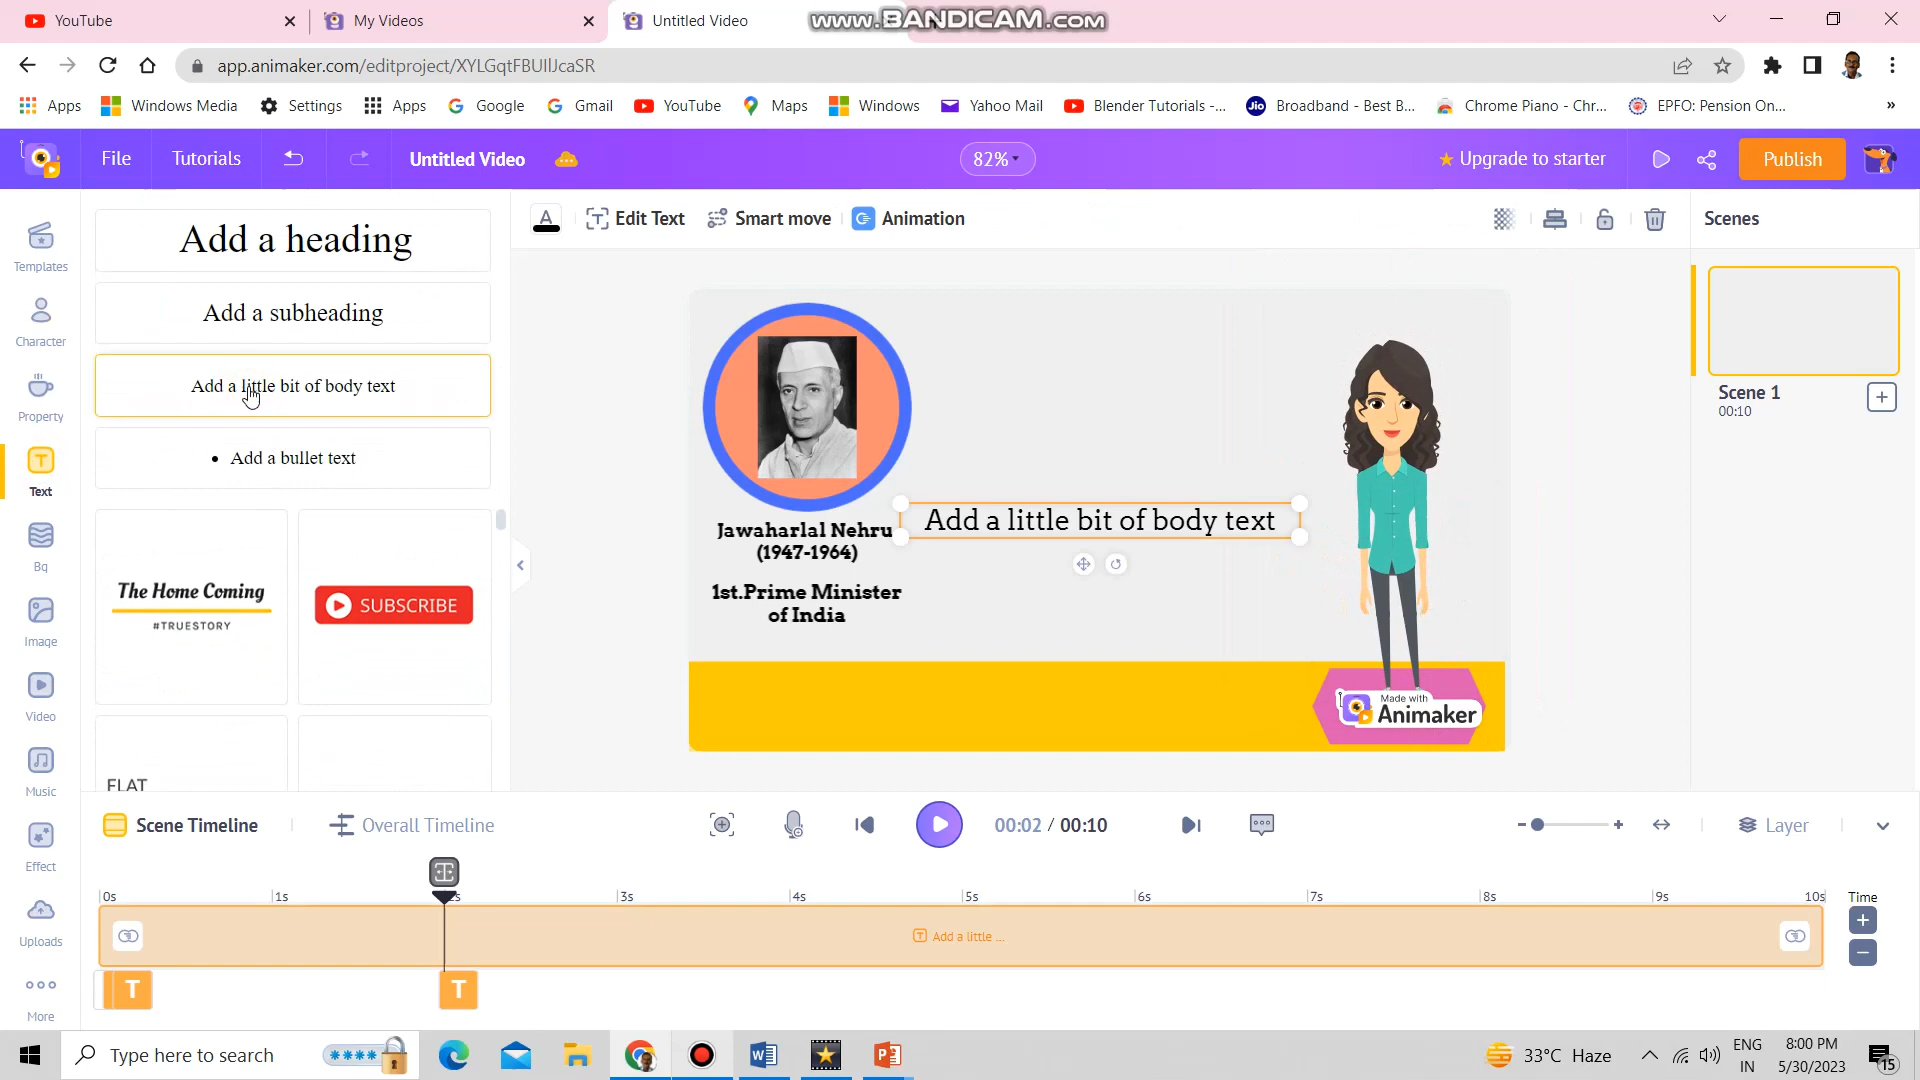 YouTube
My Videos
Untitled Video
www.BANDICAM.com
app.animaker.com/editproject/XYLGqtFBUIlJcaSR
Apps
Windows Media
Settings
Apps
Google
Gmail
YouTube
Maps
Windows
Yahoo Mail
Blender Tutorials -...
Jio
Broadband - Best B...
Chrome Piano - Chr...
EPFO: Pension On...
»
File
Tutorials
Untitled Video
82%
Upgrade to starter
Publish
Templates
Character
Property
Text
Bq
Image
Video
Music
Effect
Uploads
More
Add a heading
Add a subheading
Add a little bit of body text
• Add a bullet text
The Home Coming
#TRUESTORY
SUBSCRIBE
FLAT
A
Edit Text
Smart move
Animation
Jawaharlal Nehru
(1947-1964)
1st.Prime Minister
of India
Add a little bit of body text
Made with
Animaker
Scenes
Scene 1
00:10
Scene Timeline
Overall Timeline
00:02 / 00:10
Layer
0s
1s
3s
4s
5s
6s
7s
8s
9s
10s
Time
T Add a little ...
T
T
Type here to search
33°C Haze
ENG
IN
8:00 PM
5/30/2023
15